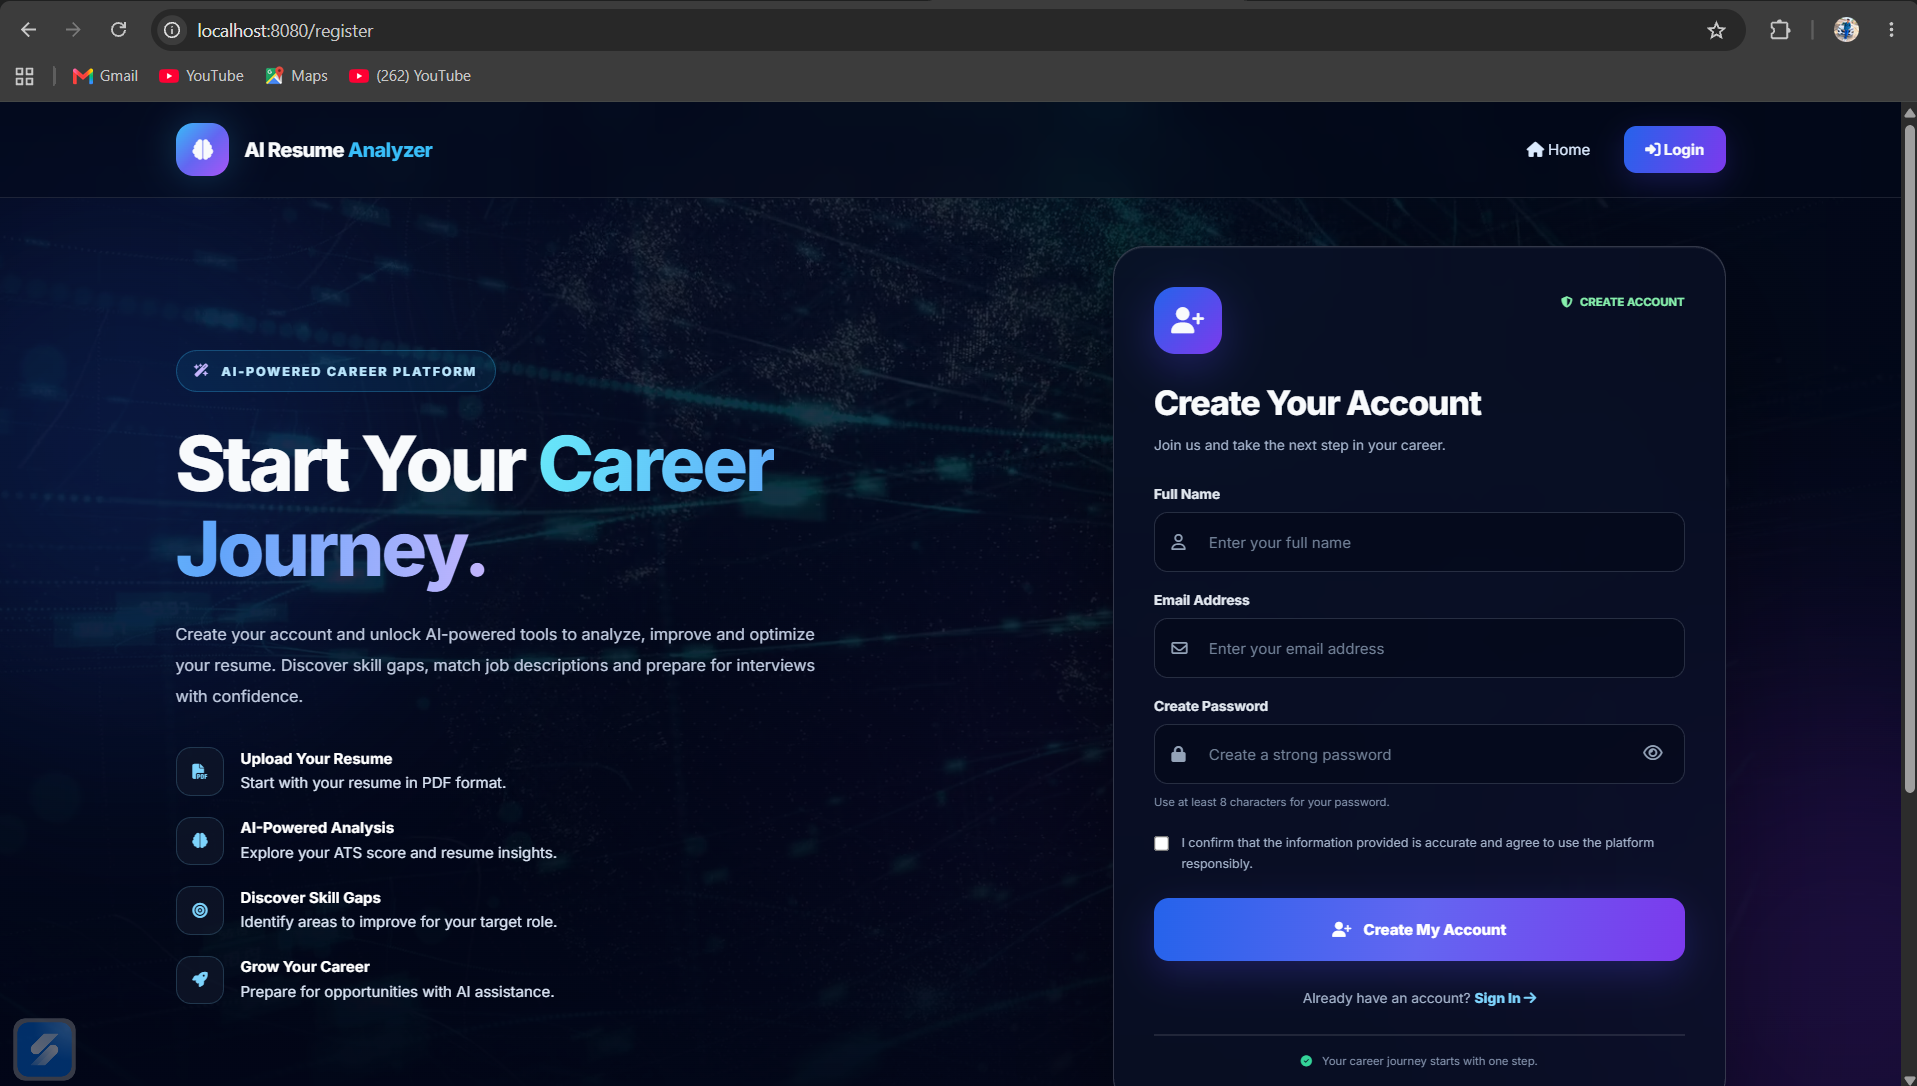 localhost:8080/register
Gmail
YouTube
Maps
(262) YouTube
AI Resume Analyzer
Home
Login
AI-POWERED CAREER PLATFORM
Start Your Career
Journey.
Create your account and unlock AI-powered tools to analyze, improve and optimize
your resume. Discover skill gaps, match job descriptions and prepare for interviews
with confidence.
PDF
Upload Your Resume
Start with your resume in PDF format.
AI-Powered Analysis
Explore your ATS score and resume insights.
Discover Skill Gaps
Identify areas to improve for your target role.
Grow Your Career
Prepare for opportunities with AI assistance.
CREATE ACCOUNT
Create Your Account
Join us and take the next step in your career.
Full Name
Enter your full name
Email Address
Enter your email address
Create Password
Create a strong password
Use at least 8 characters for your password.
I confirm that the information provided is accurate and agree to use the platform
responsibly.
Create My Account
Already have an account? Sign In
Your career journey starts with one step.